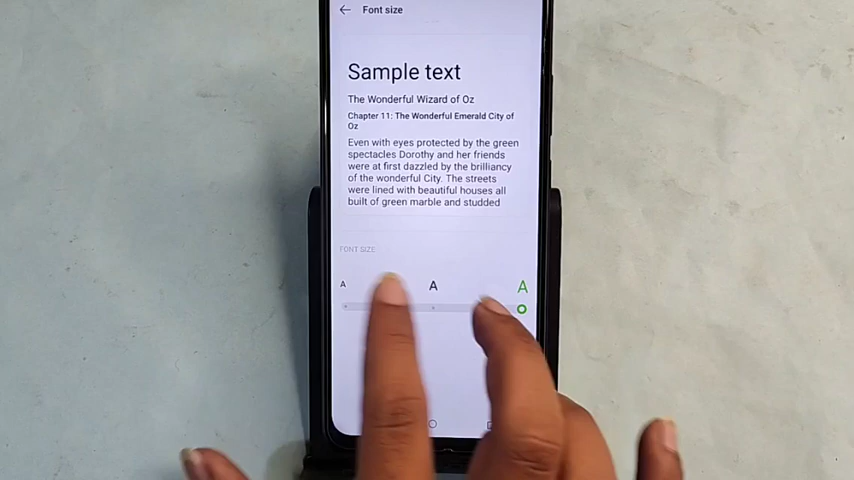 Font size
Sample text
The Wonderful Wizard of Oz
Chapter 11: The Wonderful Emerald City of
Oz
Even with eyes protected by the green
spectacles Dorothy and her friends
were at first dazzled by the brilliancy
of the wonderful City. The streets
were lined with beautiful houses all
built of green marble and studded
FONT SIZE
A A A